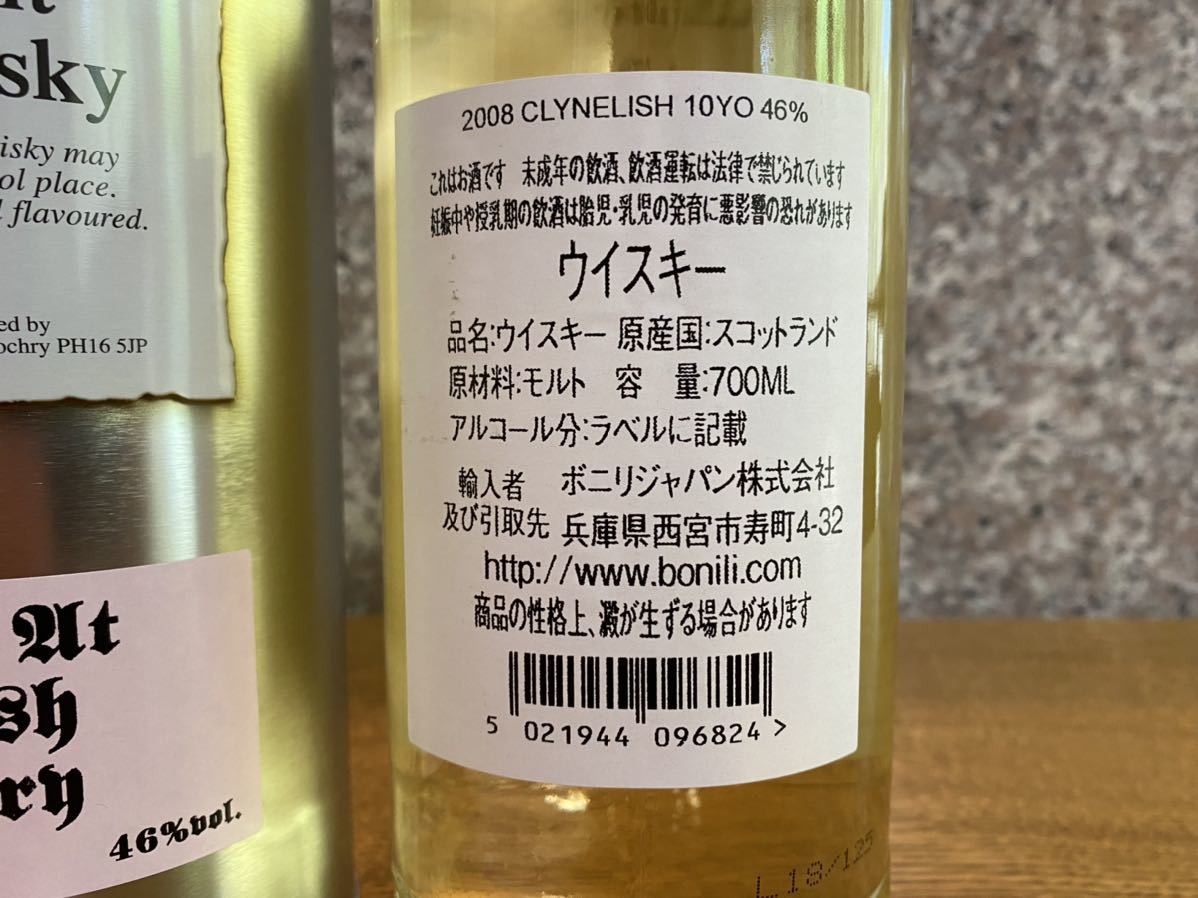 sky
isky may
ol place.
flavoured.
ed by
ochry PH16 5JP
At
sh
ry
46%vol.
2008 CLYNELISH 10YO 46%
これはお酒です 未成年の飲酒、飲酒運転は法律で禁じられています
妊娠中や授乳期の飲酒は胎児・乳児の発育に悪影響の恐れがあります
ウイスキー
品名:ウイスキー 原産国:スコットランド
原材料:モルト 容 量:700ML
アルコール分:ラベルに記載
輸入者 ボニリジャパン株式会社
及び引取先 兵庫県西宮市寿町4-32
http://www.bonili.com
商品の性格上、澱が生ずる場合があります
5 021944 096824 >
L18/125